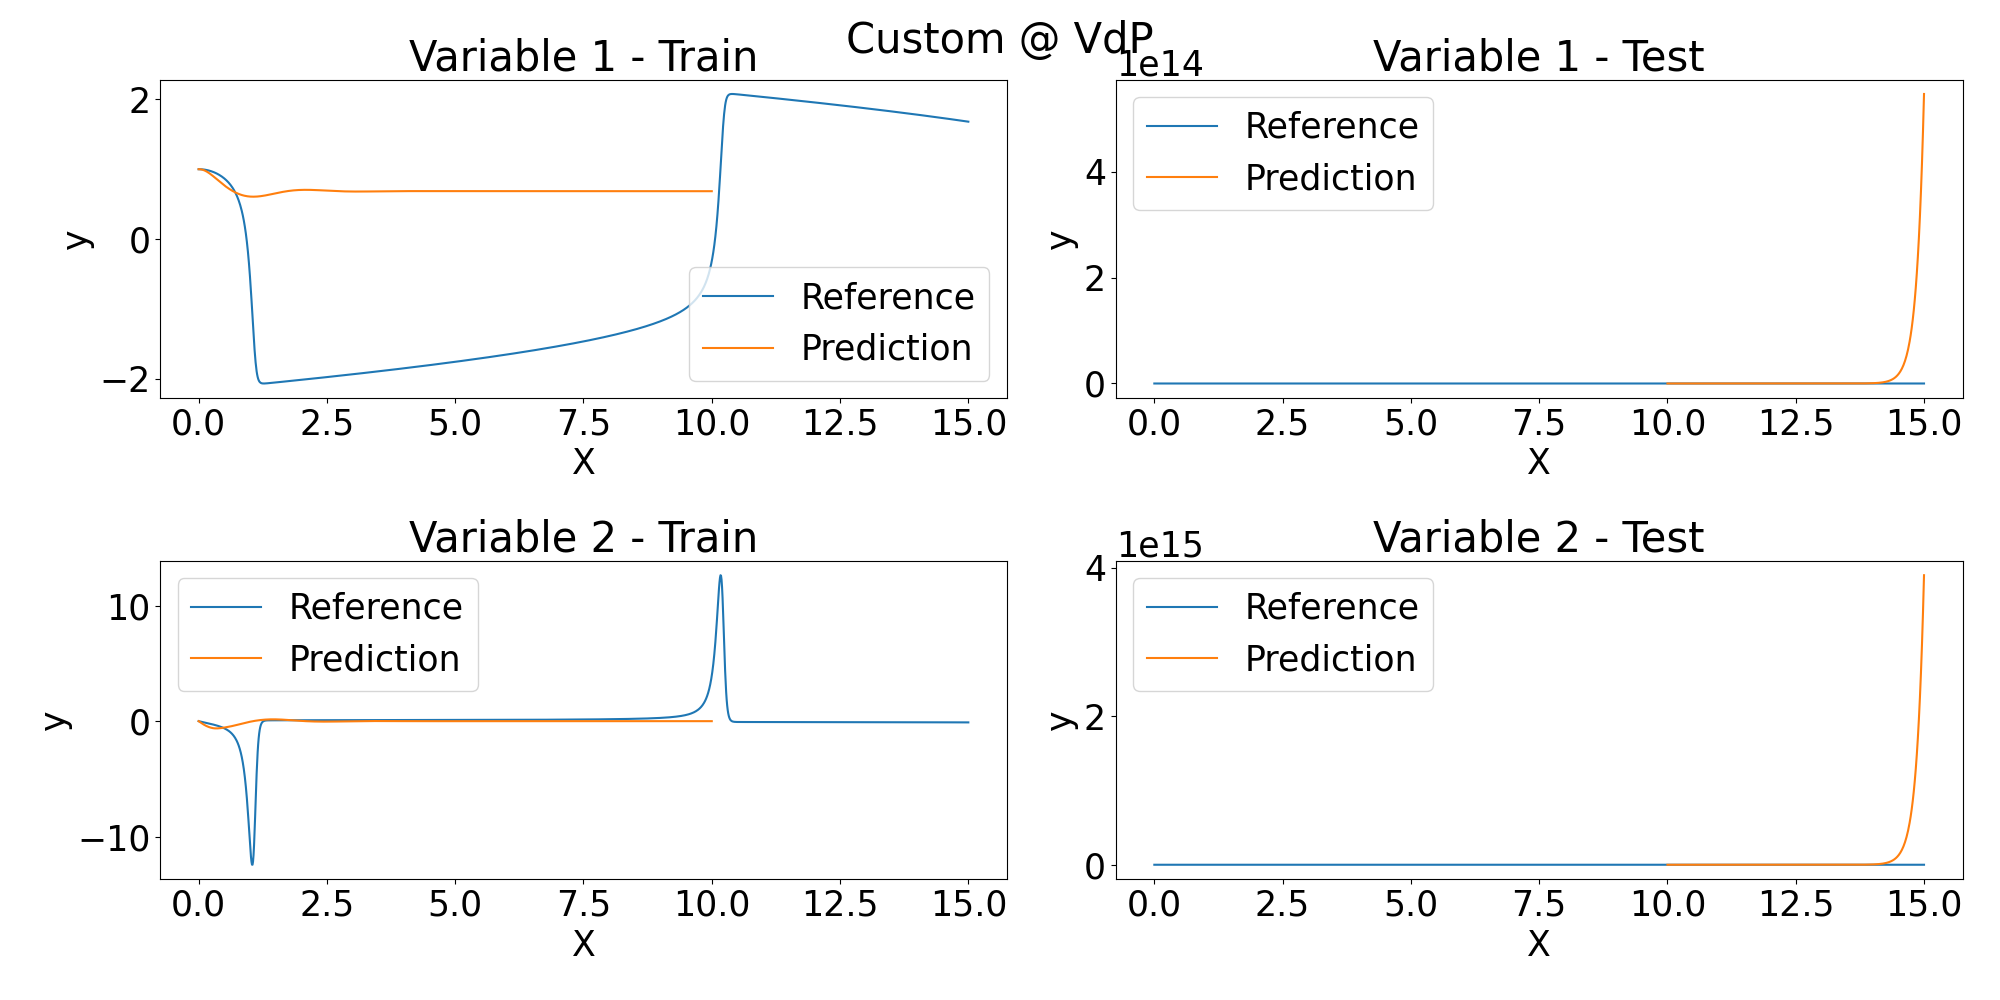 Custom @ VdP
Variable 1 - Train
2
0
−2
y
0.0 2.5 5.0 7.5 10.0 12.5 15.0
X
Reference
Prediction
Variable 1 - Test
1e14
4
2
0
y
0.0 2.5 5.0 7.5 10.0 12.5 15.0
X
Reference
Prediction
Variable 2 - Train
10
0
−10
y
0.0 2.5 5.0 7.5 10.0 12.5 15.0
X
Reference
Prediction
Variable 2 - Test
1e15
4
2
0
y
0.0 2.5 5.0 7.5 10.0 12.5 15.0
X
Reference
Prediction